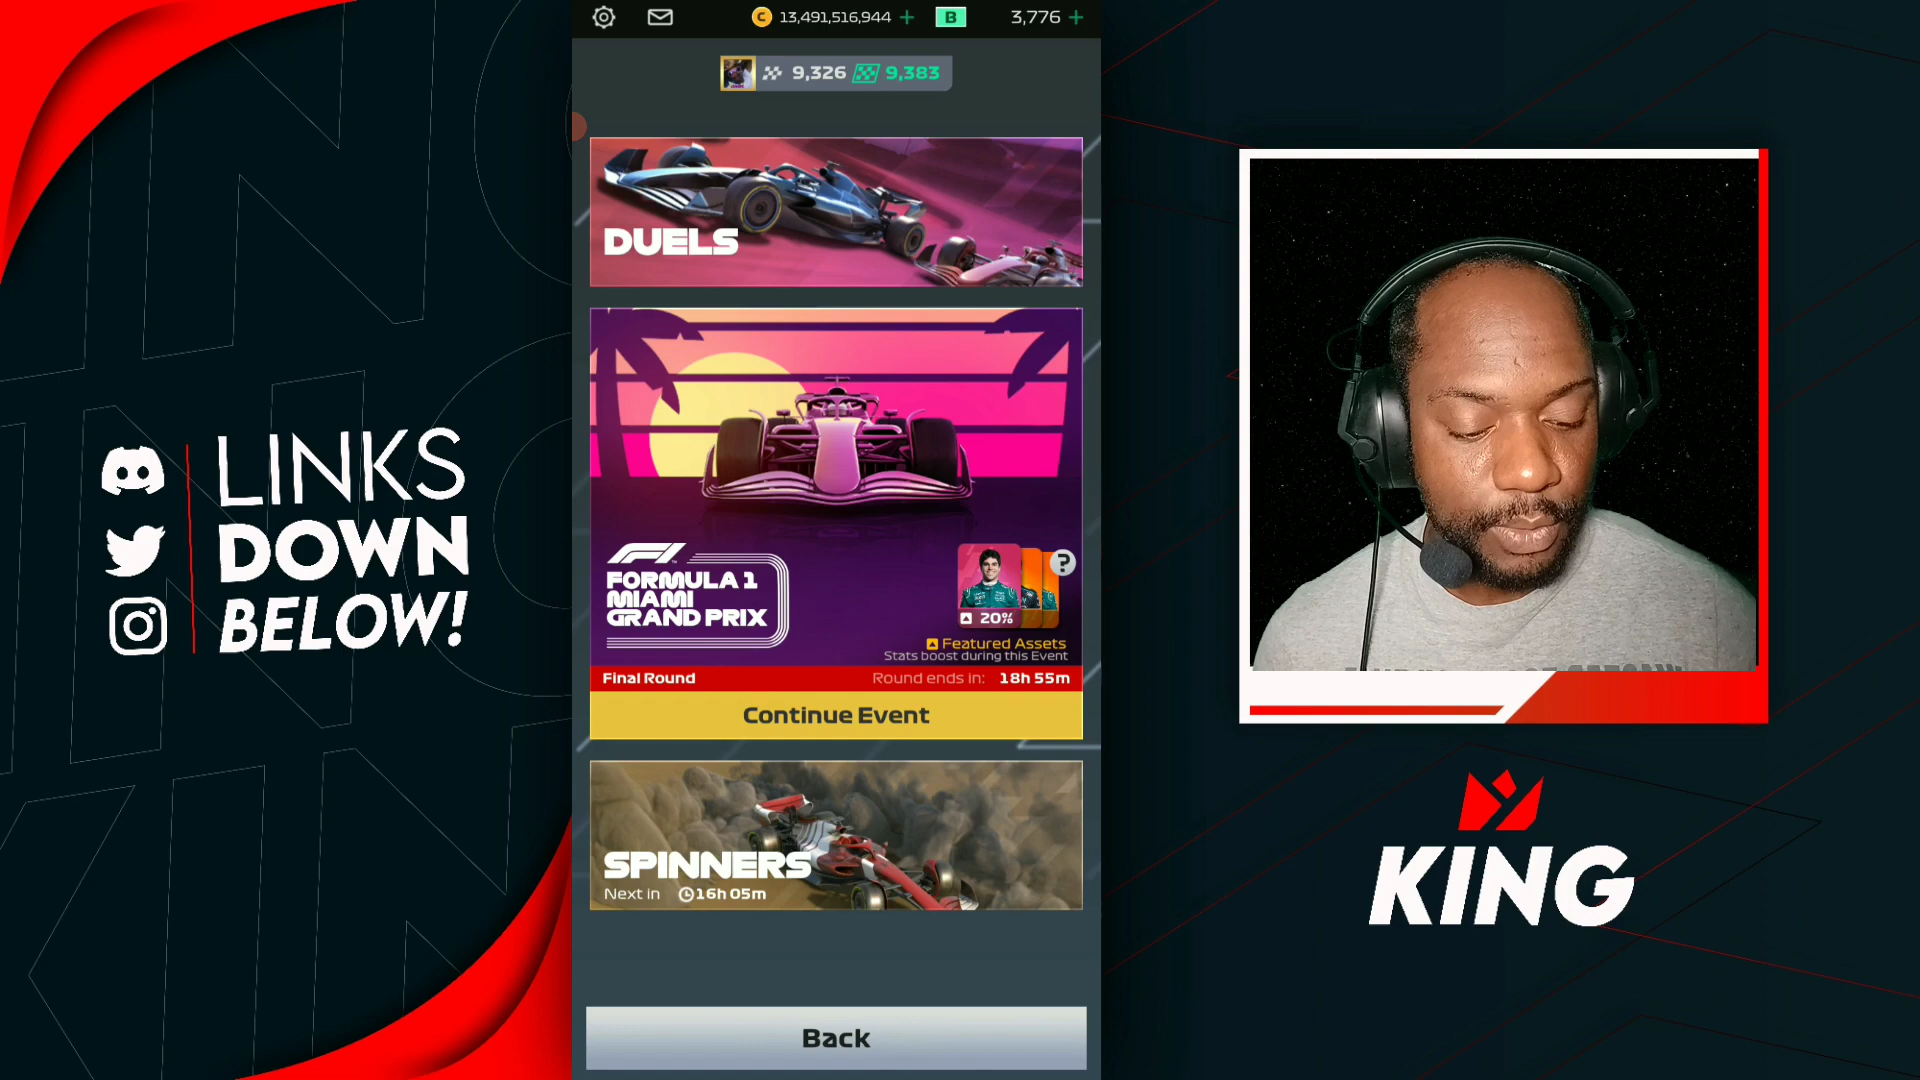 LINKS
DOWN
BELOW!
C 13,491,516,944 + B 3,776 +
9,326 9,383
DUELS
F1
FORMULA 1
MIAMI
GRAND PRIX
?
20%
Featured Assets
Stats boost during this Event
Final Round Round ends in: 18h 55m
Continue Event
SPINNERS
Next in 16h 05m
Back
KING